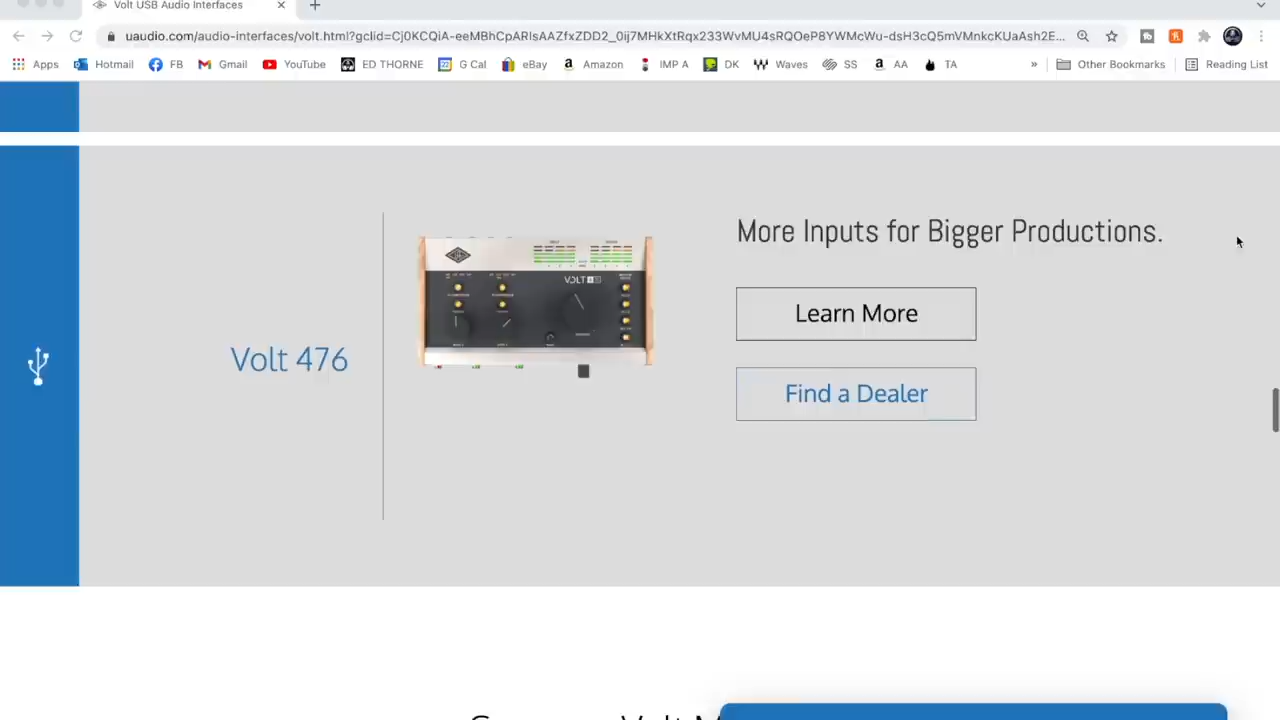 Volt USB Audio Interfaces
uaudio.com/audio-interfaces/volt.html?gclid=Cj0KCQiA-eeMBhCpARIsAAZfxZDD2_0ij7MHkXtRqx233WvMU4sRQOeP8YWMcWu-dsH3cQ5mVMnkcKUaAsh2E...
Apps Hotmail FB Gmail YouTube ED THORNE G Cal eBay Amazon IMP A DK Waves SS AA TA » Other Bookmarks Reading List
More Inputs for Bigger Productions.
VOLT
Learn More
Volt 476
Find a Dealer